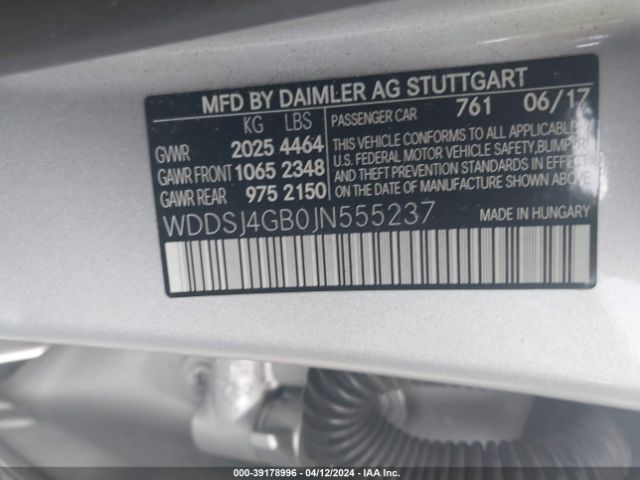 MFD BY DAIMLER AG STUTTGART
KG LBS PASSENGER CAR 761 06/17
GVWR 2025 4464
GAWR FRONT 1065 2348
GAWR REAR 975 2150
THIS VEHICLE CONFORMS TO ALL APPLICABLE
U.S. FEDERAL MOTOR VEHICLE SAFETY, BUMPER,
AND THEFT PREVENTION STANDARDS IN EFFECT
ON THE DATE OF MANUFACTURE SHOWN ABOVE.
WDDSJ4GB0JN555237 MADE IN HUNGARY
000-39178996 - 04/12/2024 - IAA Inc.